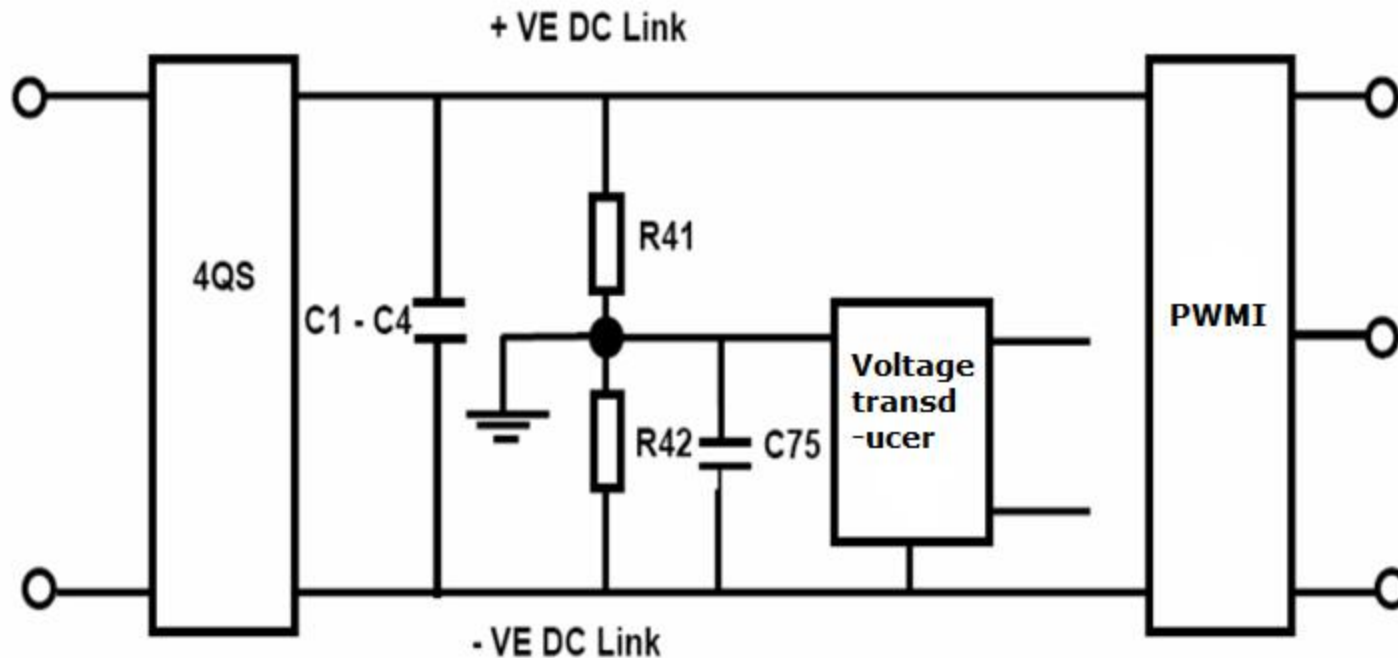 + VE DC Link
4QS
C1 - C4
R41
R42
C75
Voltage
transd
-ucer
PWMI
- VE DC Link